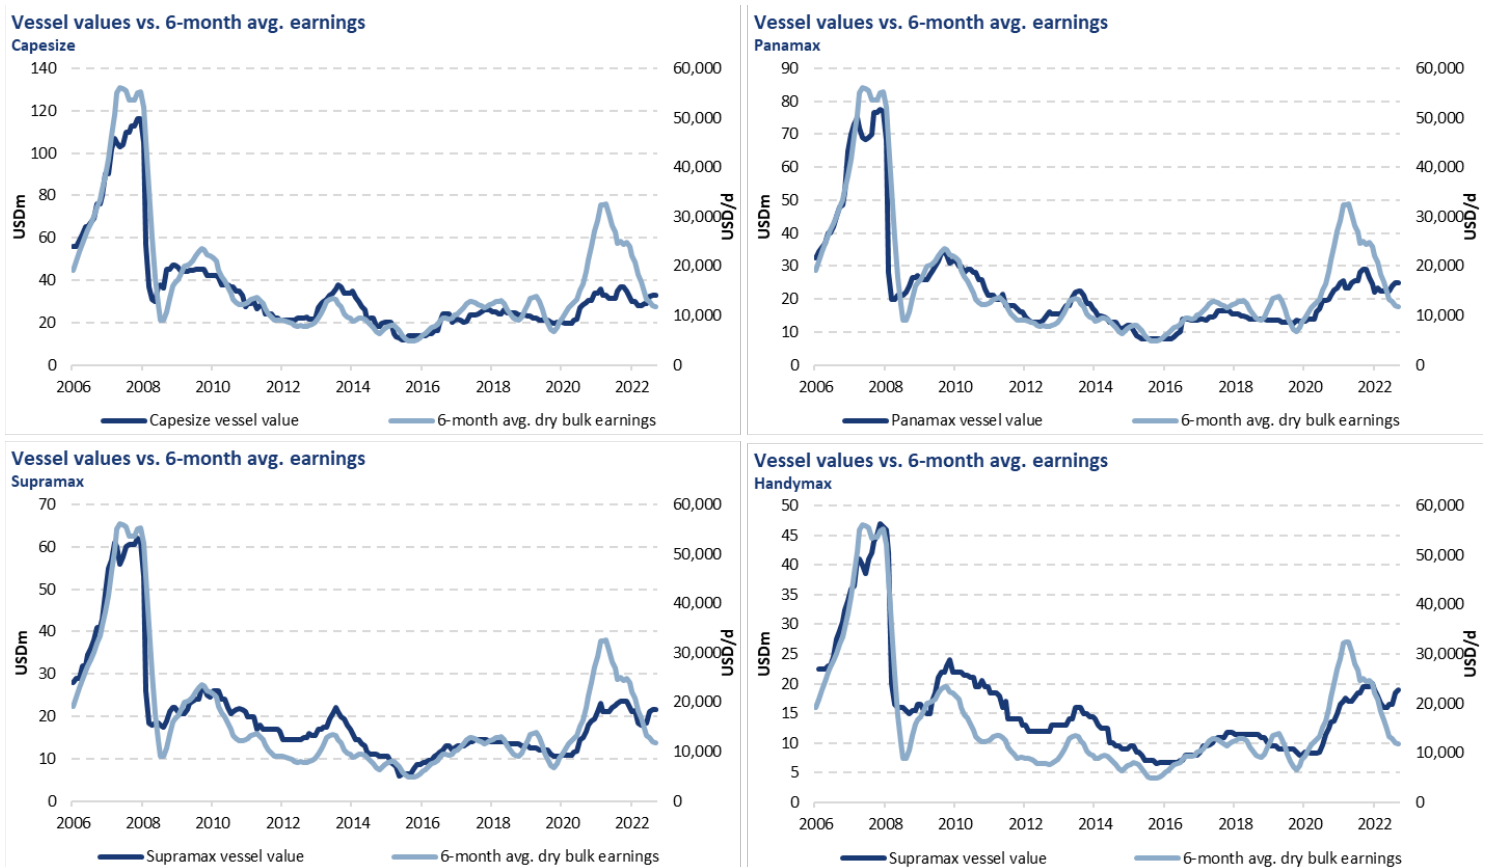 Vessel values vs. 6-month avg. earnings
Capesize
140
120
100
80
60
40
20
0
USDm
60,000
50,000
40,000
30,000
20,000
10,000
0
USD/d
2006 2008 2010 2012 2014 2016 2018 2020 2022
Capesize vessel value 6-month avg. dry bulk earnings
Vessel values vs. 6-month avg. earnings
Panamax
90
80
70
60
50
40
30
20
10
0
USDm
60,000
50,000
40,000
30,000
20,000
10,000
0
USD/d
2006 2008 2010 2012 2014 2016 2018 2020 2022
Panamax vessel value 6-month avg. dry bulk earnings
Vessel values vs. 6-month avg. earnings
Supramax
70
60
50
40
30
20
10
0
USDm
60,000
50,000
40,000
30,000
20,000
10,000
0
USD/d
2006 2008 2010 2012 2014 2016 2018 2020 2022
Supramax vessel value 6-month avg. dry bulk earnings
Vessel values vs. 6-month avg. earnings
Handymax
50
45
40
35
30
25
20
15
10
5
0
USDm
60,000
50,000
40,000
30,000
20,000
10,000
0
USD/d
2006 2008 2010 2012 2014 2016 2018 2020 2022
Supramax vessel value 6-month avg. dry bulk earnings